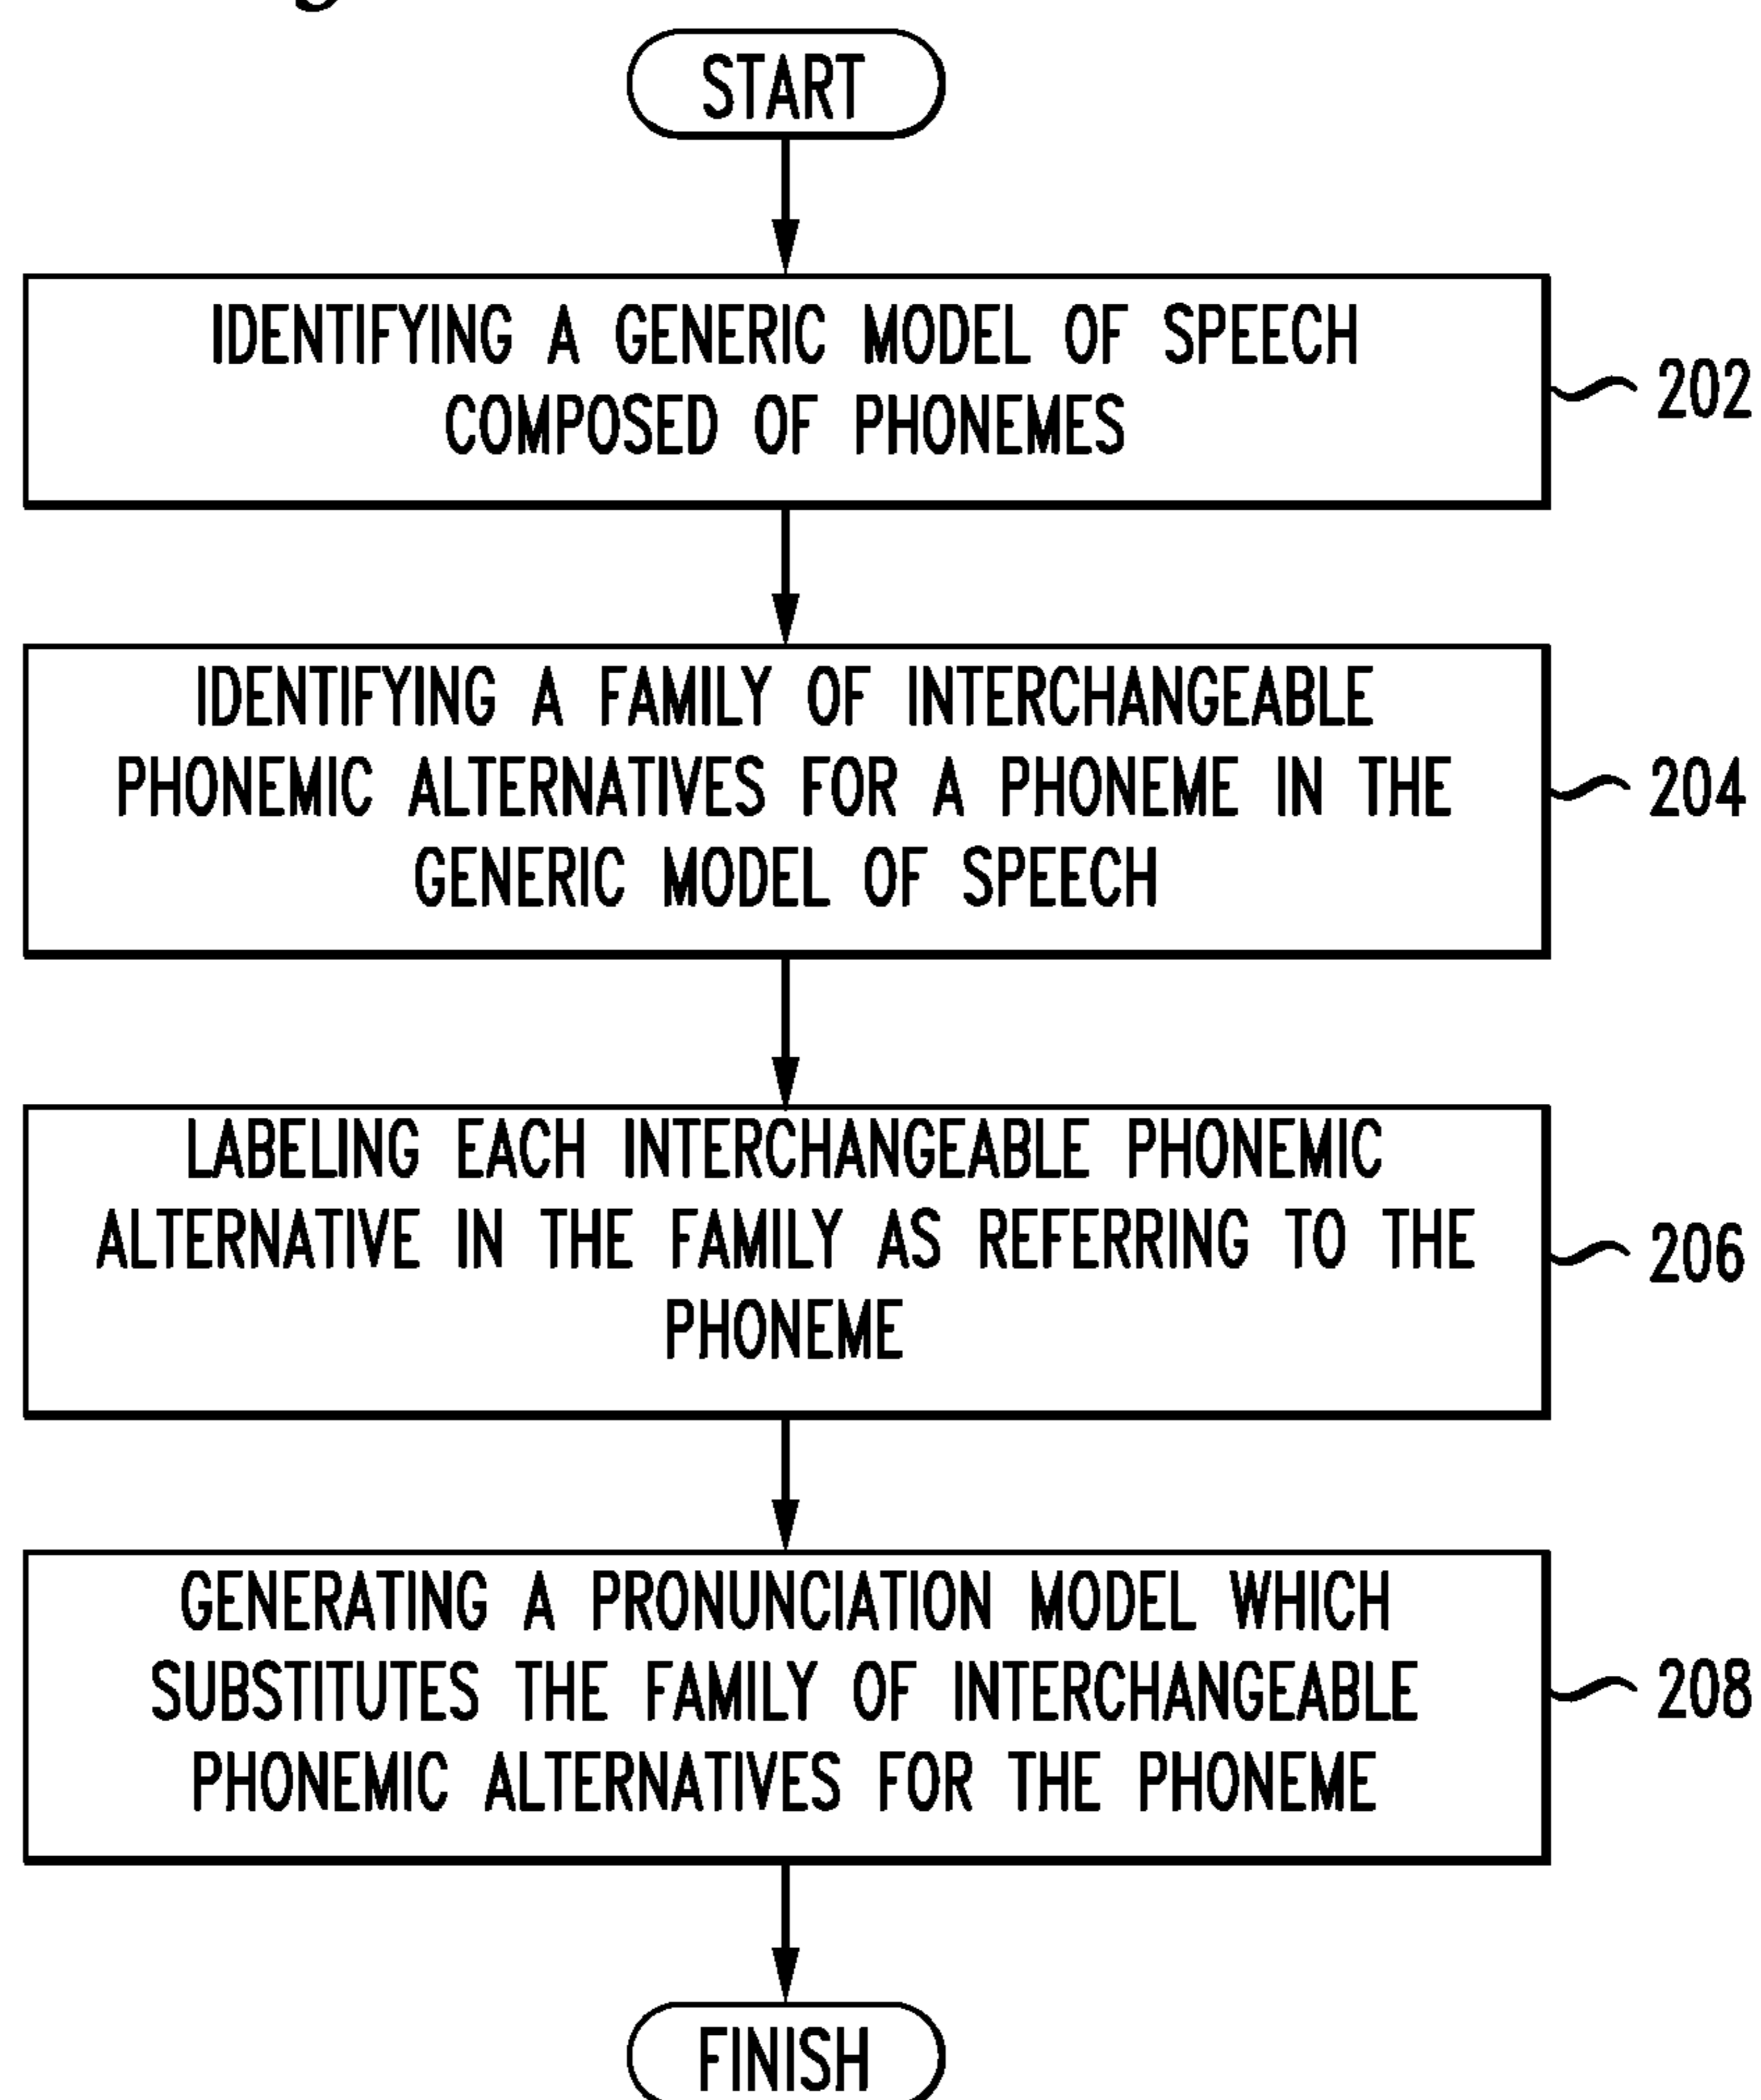 START
IDENTIFYING A GENERIC MODEL OF SPEECH
COMPOSED OF PHONEMES
202
IDENTIFYING A FAMILY OF INTERCHANGEABLE
PHONEMIC ALTERNATIVES FOR A PHONEME IN THE
GENERIC MODEL OF SPEECH
204
LABELING EACH INTERCHANGEABLE PHONEMIC
ALTERNATIVE IN THE FAMILY AS REFERRING TO THE
PHONEME
206
GENERATING A PRONUNCIATION MODEL WHICH
SUBSTITUTES THE FAMILY OF INTERCHANGEABLE
PHONEMIC ALTERNATIVES FOR THE PHONEME
208
FINISH